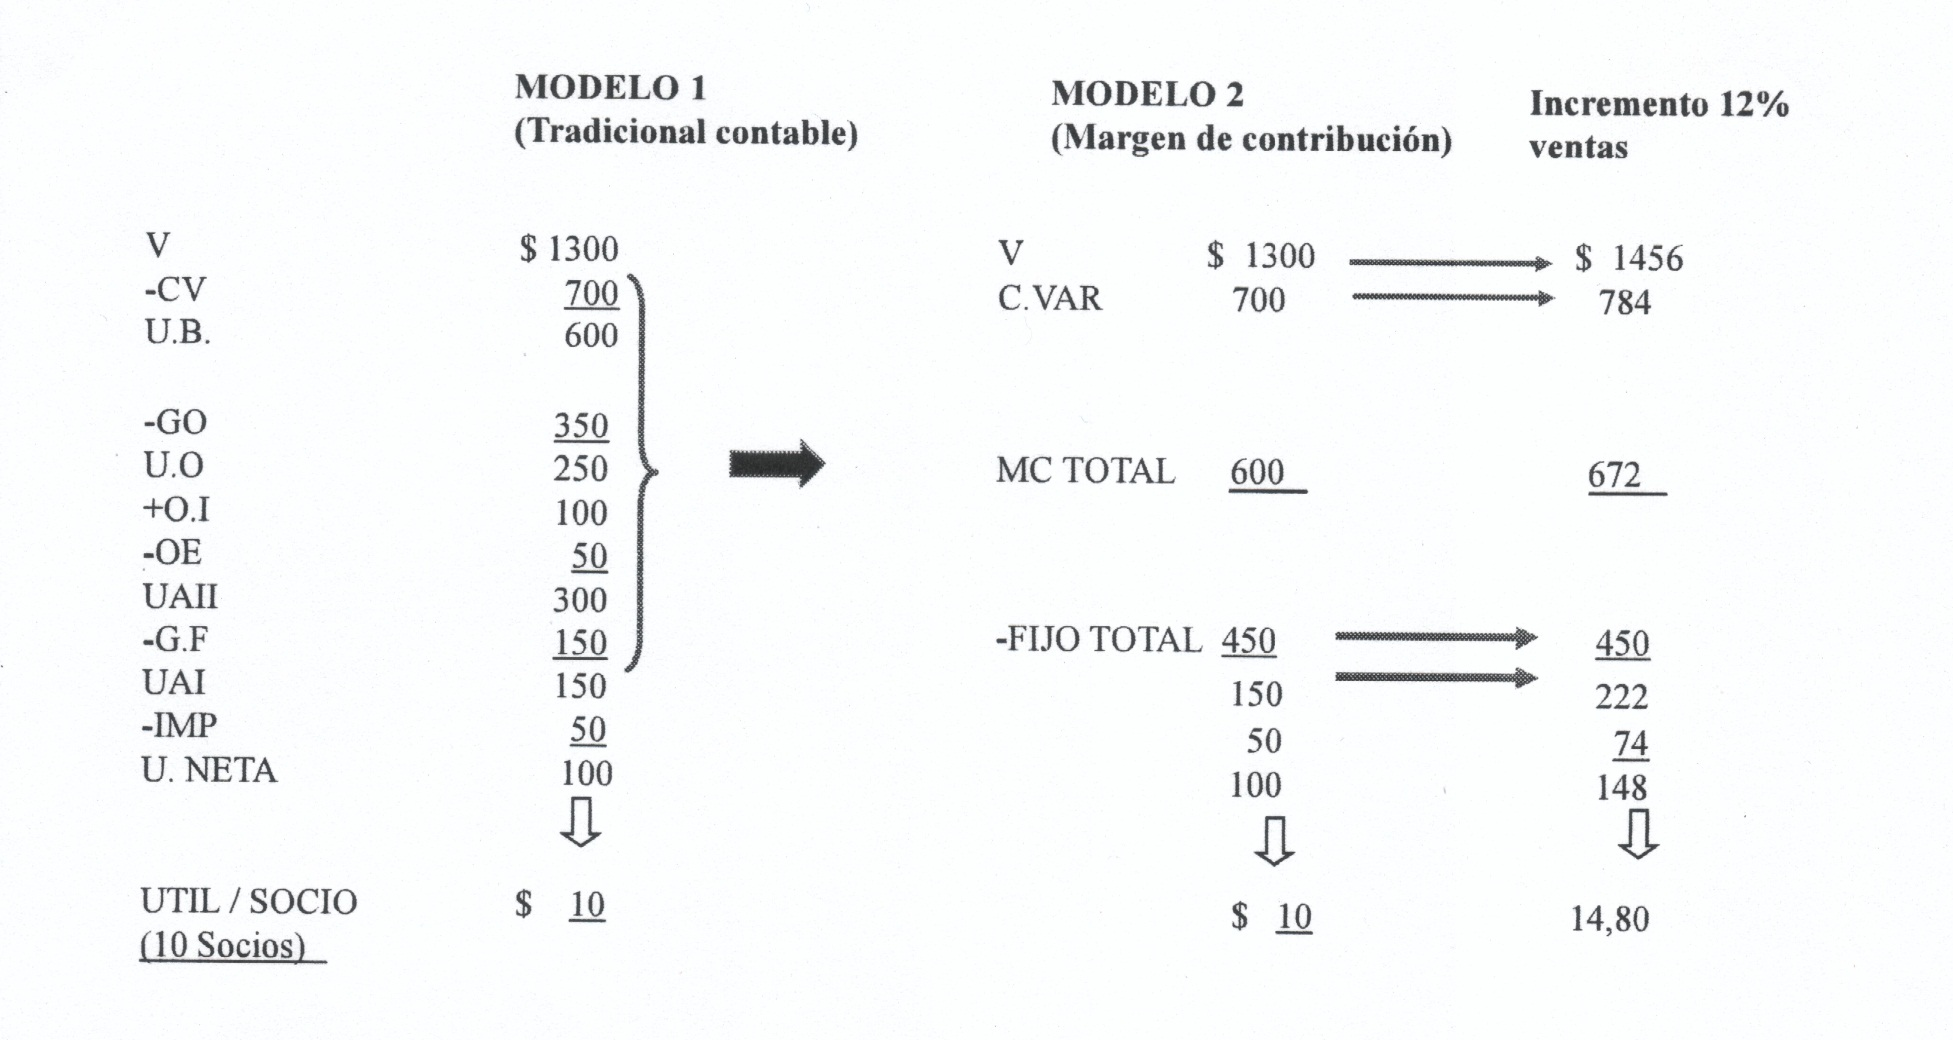 MODELO 1
(Tradicional contable)
MODELO 2
(Margen de contribución)
Incremento 12%
ventas
V $ 1300
-CV 700
U.B. 600
-GO 350
U.O 250
+O.I 100
-OE 50
UAII 300
-G.F 150
UAI 150
-IMP 50
U. NETA 100
UTIL / SOCIO $ 10
(10 Socios)
V $ 1300 $ 1456
C.VAR 700 784
MC TOTAL 600 672
-FIJO TOTAL 450 450
150 222
50 74
100 148
$ 10 14,80